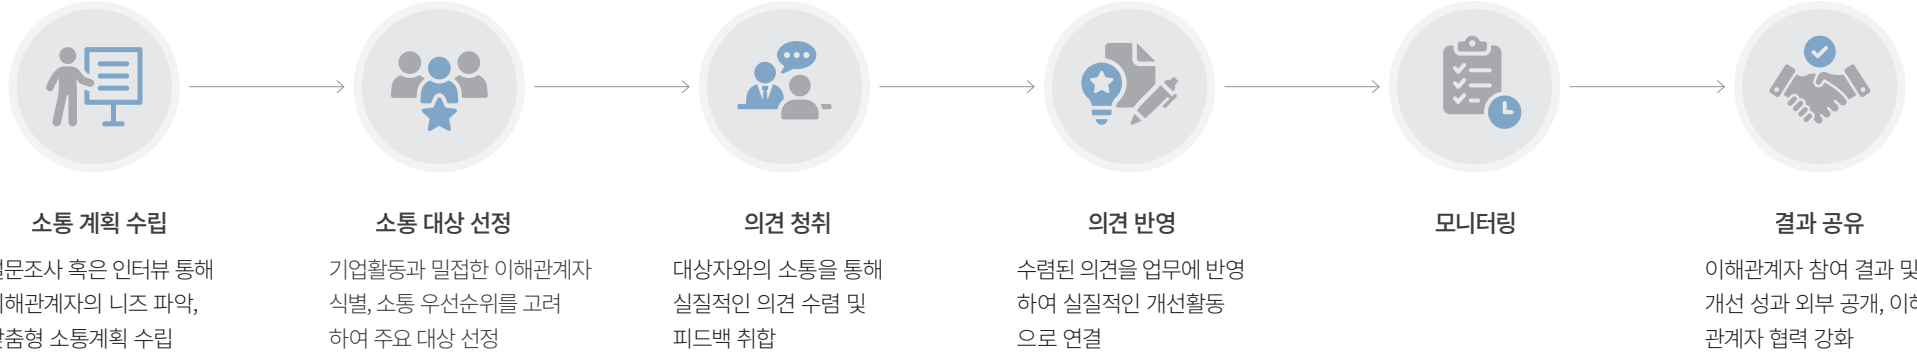 소통 계획 수립
설문조사 혹은 인터뷰 통해
이해관계자의 니즈 파악,
맞춤형 소통계획 수립
소통 대상 선정
기업활동과 밀접한 이해관계자
식별, 소통 우선순위를 고려
하여 주요 대상 선정
의견 청취
대상자와의 소통을 통해
실질적인 의견 수렴 및
피드백 취합
의견 반영
수렴된 의견을 업무에 반영
하여 실질적인 개선활동
으로 연결
모니터링
결과 공유
이해관계자 참여 결과 및
개선 성과 외부 공개, 이해
관계자 협력 강화